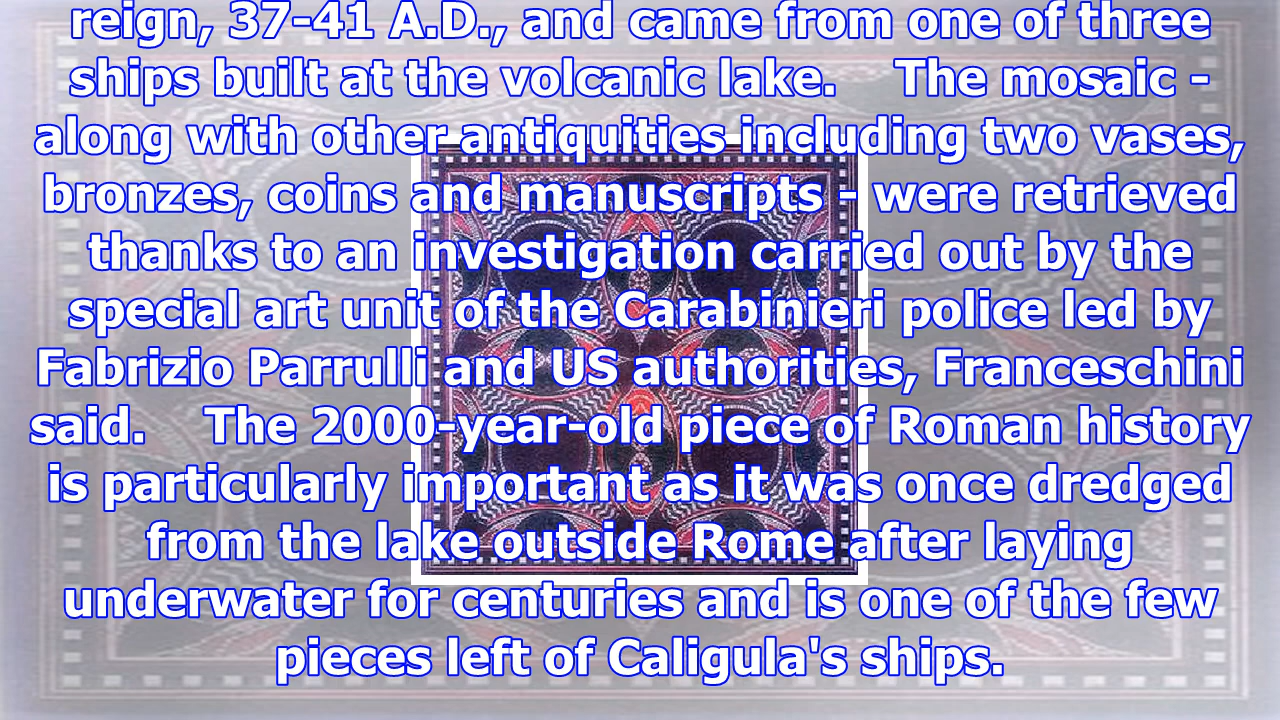 reign, 37-41 A.D., and came from one of three
ships built at the volcanic lake. The mosaic -
along with other antiquities including two vases,
bronzes, coins and manuscripts - were retrieved
thanks to an investigation carried out by the
special art unit of the Carabinieri police led by
Fabrizio Parrulli and US authorities, Franceschini
said. The 2000-year-old piece of Roman history
is particularly important as it was once dredged
from the lake outside Rome after laying
underwater for centuries and is one of the few
pieces left of Caligula's ships.